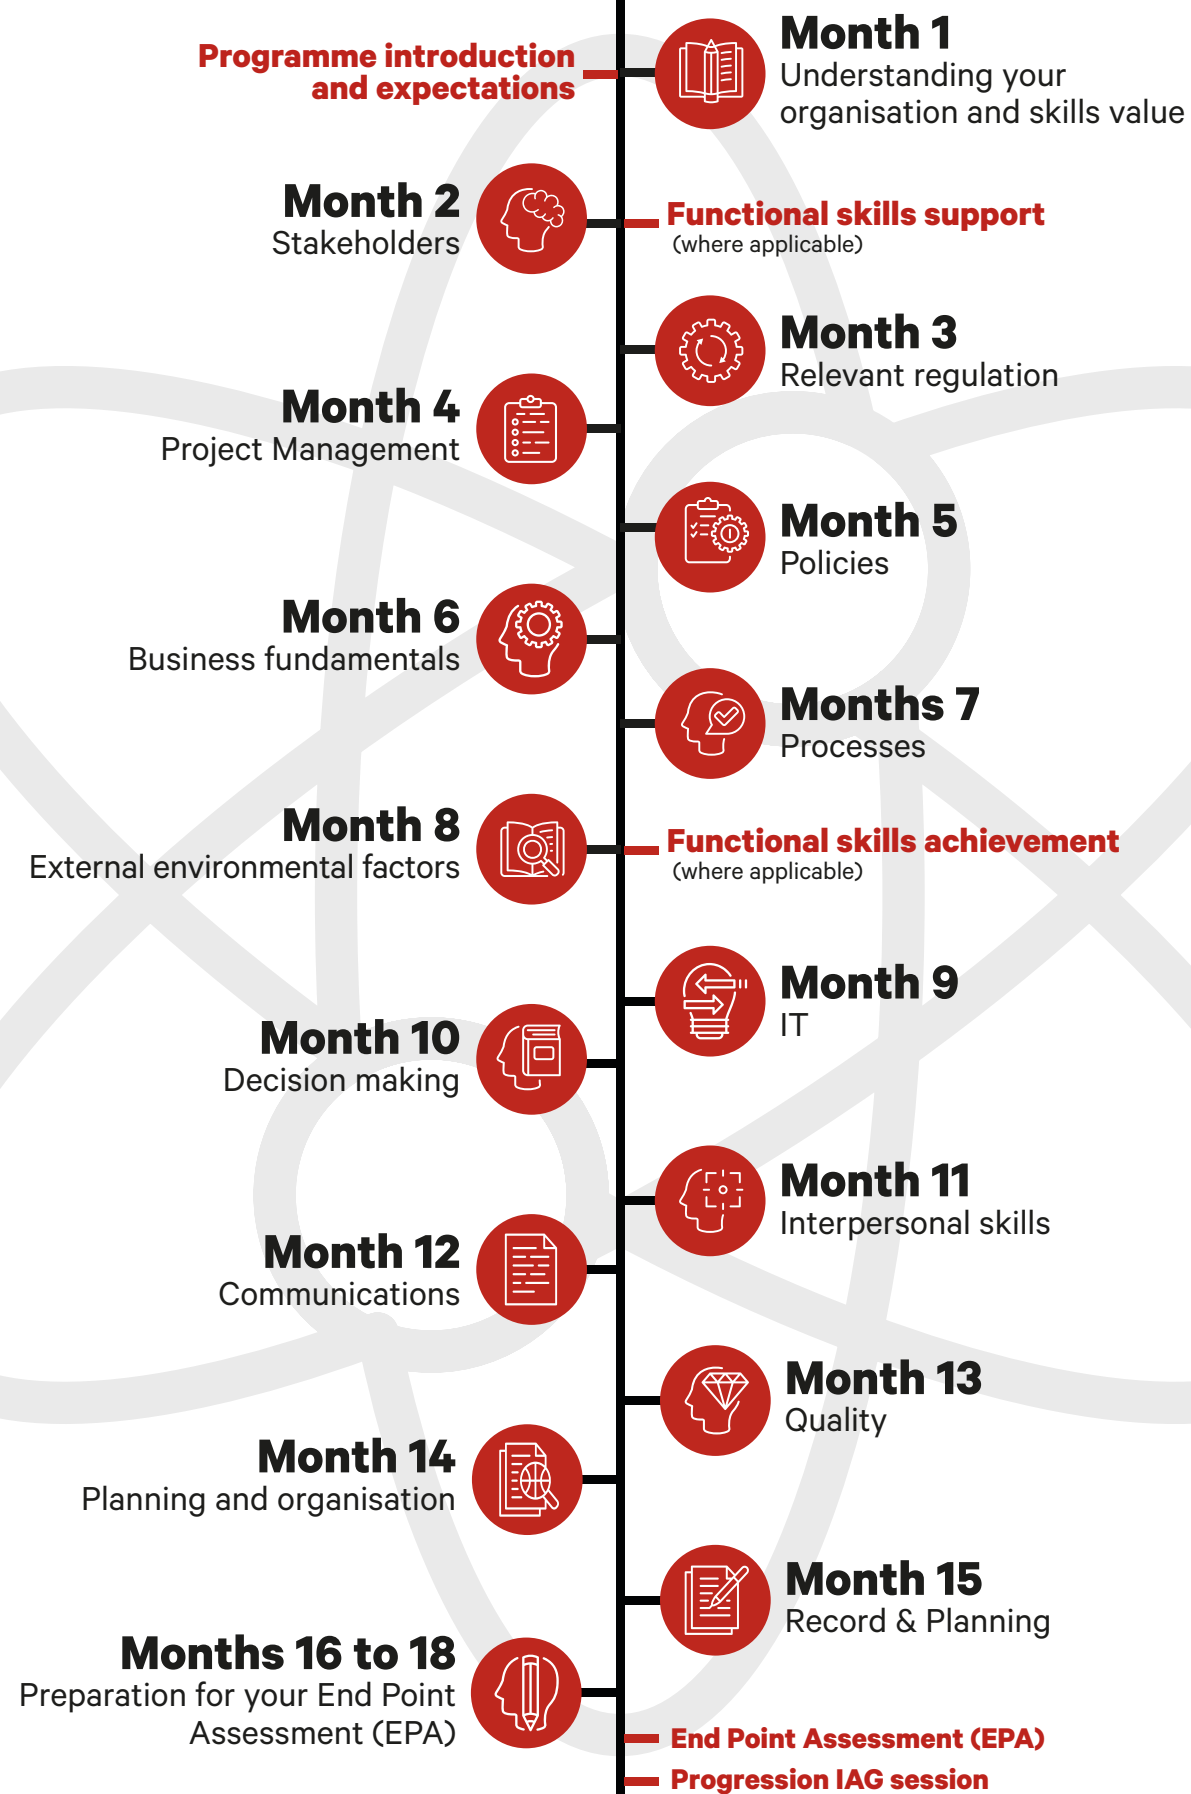 Programme introduction
and expectations
Month 1
Understanding your
organisation and skills value
Month 2
Stakeholders
Functional skills support
(where applicable)
Month 3
Relevant regulation
Month 4
Project Management
Month 5
Policies
Month 6
Business fundamentals
Months 7
Processes
Month 8
External environmental factors
Functional skills achievement
(where applicable)
Month 9
IT
Month 10
Decision making
Month 11
Interpersonal skills
Month 12
Communications
Month 13
Quality
Month 14
Planning and organisation
Month 15
Record & Planning
Months 16 to 18
Preparation for your End Point
Assessment (EPA)
End Point Assessment (EPA)
Progression IAG session